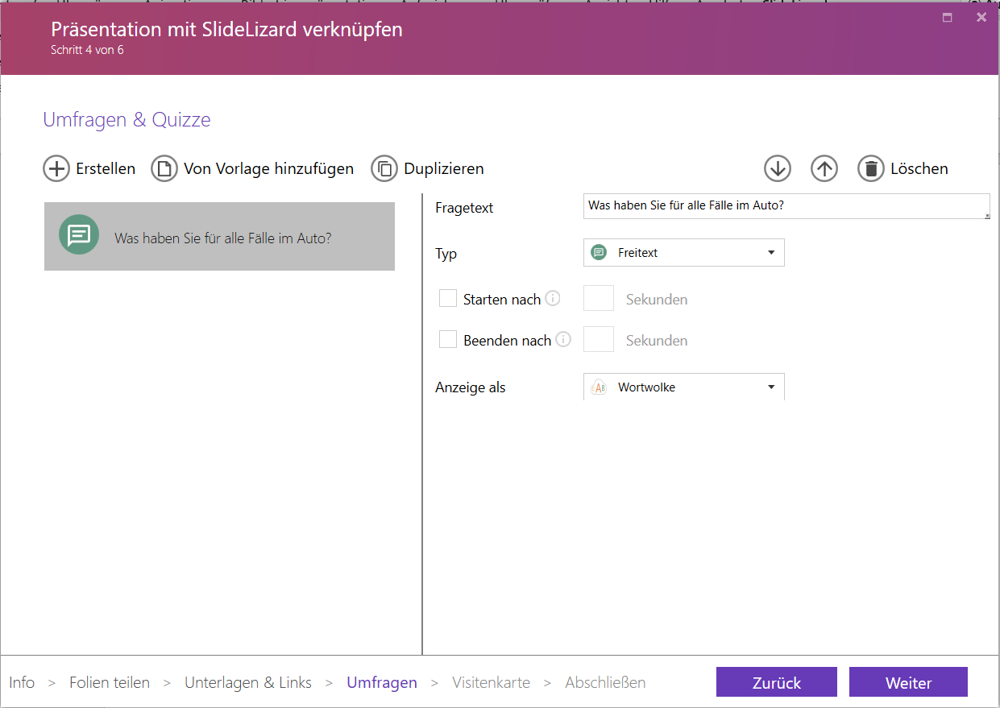 Präsentation mit SlideLizard verknüpfen
Schritt 4 von 6
Umfragen & Quizze
Erstellen Von Vorlage hinzufügen Duplizieren Löschen
Was haben Sie für alle Fälle im Auto?
Fragetext Was haben Sie für alle Fälle im Auto?
Typ Freitext
Starten nach Sekunden
Beenden nach Sekunden
Anzeige als AB Wortwolke
Info > Folien teilen > Unterlagen & Links > Umfragen > Visitenkarte > Abschließen Zurück Weiter